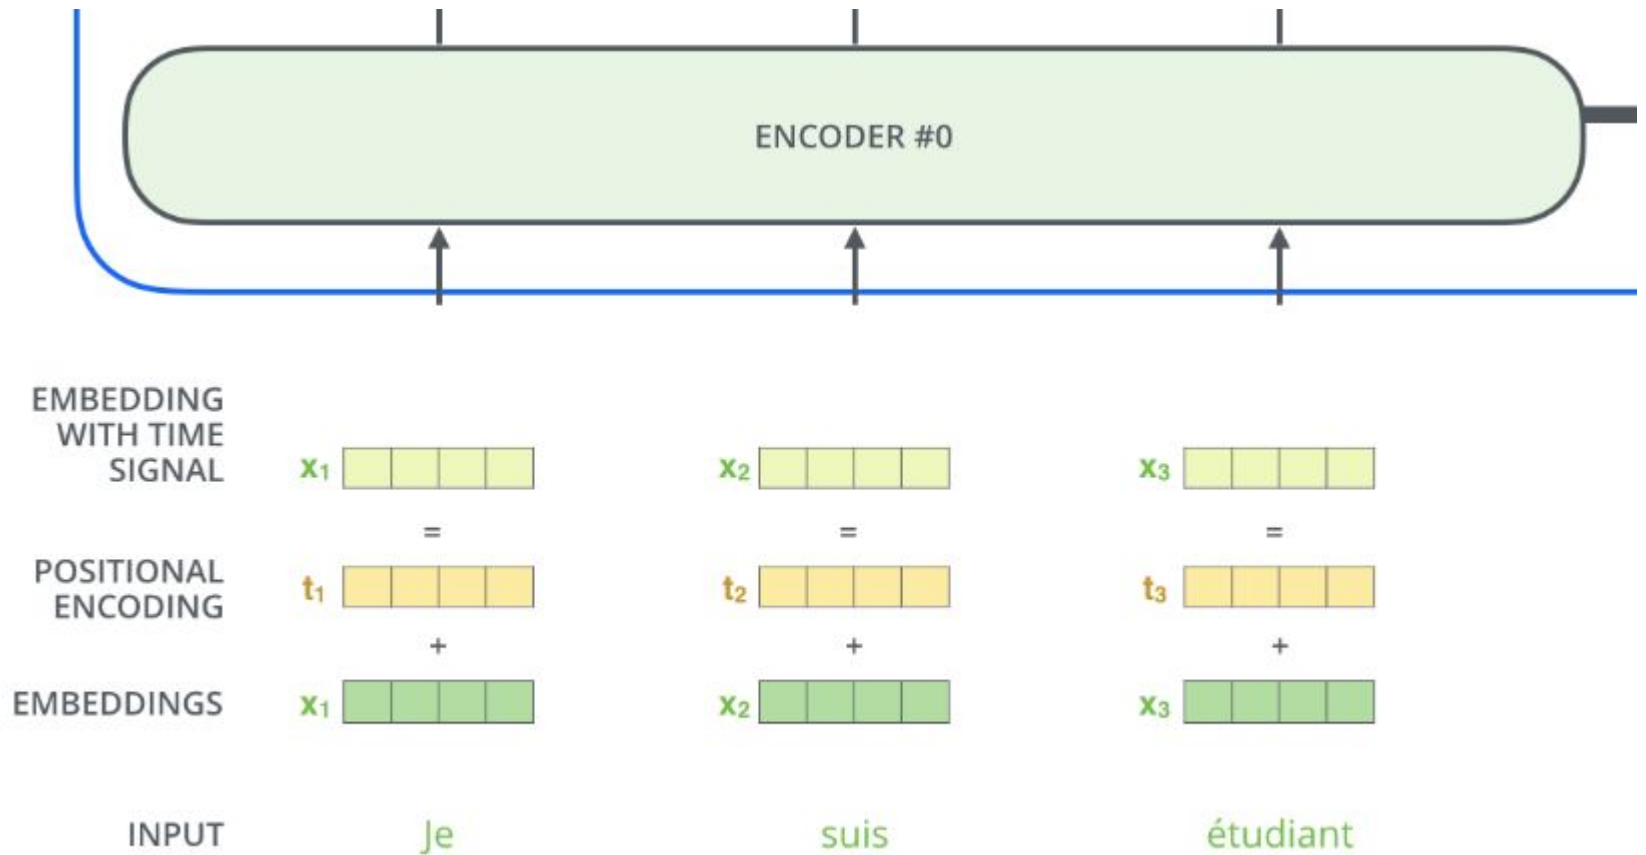 ENCODER #0
EMBEDDING
WITH TIME
SIGNAL
x1
x2
x3
=
=
=
POSITIONAL
ENCODING
t1
t2
t3
+
+
+
EMBEDDINGS
x1
x2
x3
INPUT
Je
suis
étudiant